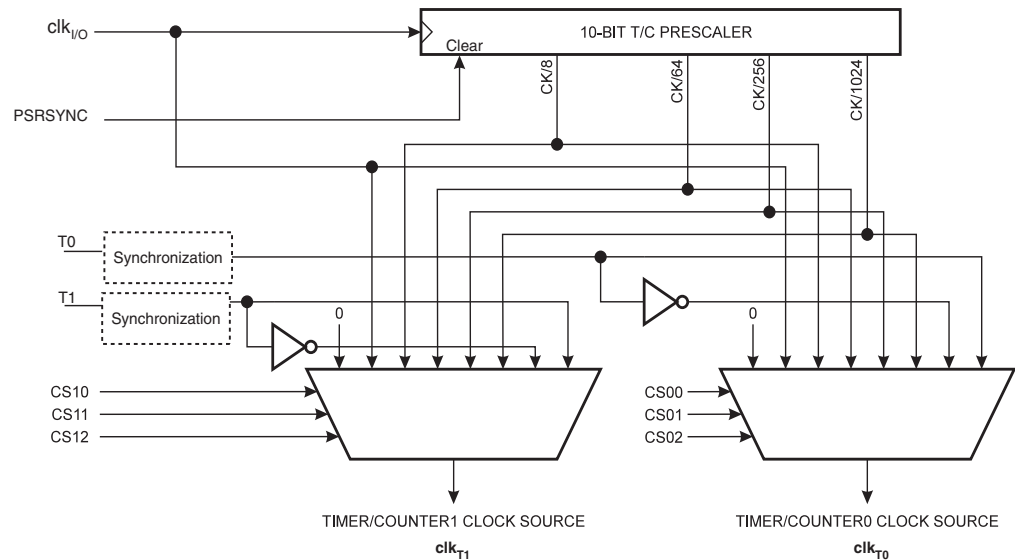 clkI/O
10-BIT T/C PRESCALER
Clear
CK/8
CK/64
CK/256
CK/1024
PSRSYNC
T0
Synchronization
T1
Synchronization
0
0
CS10
CS11
CS12
CS00
CS01
CS02
TIMER/COUNTER1 CLOCK SOURCE
clkT1
TIMER/COUNTER0 CLOCK SOURCE
clkT0